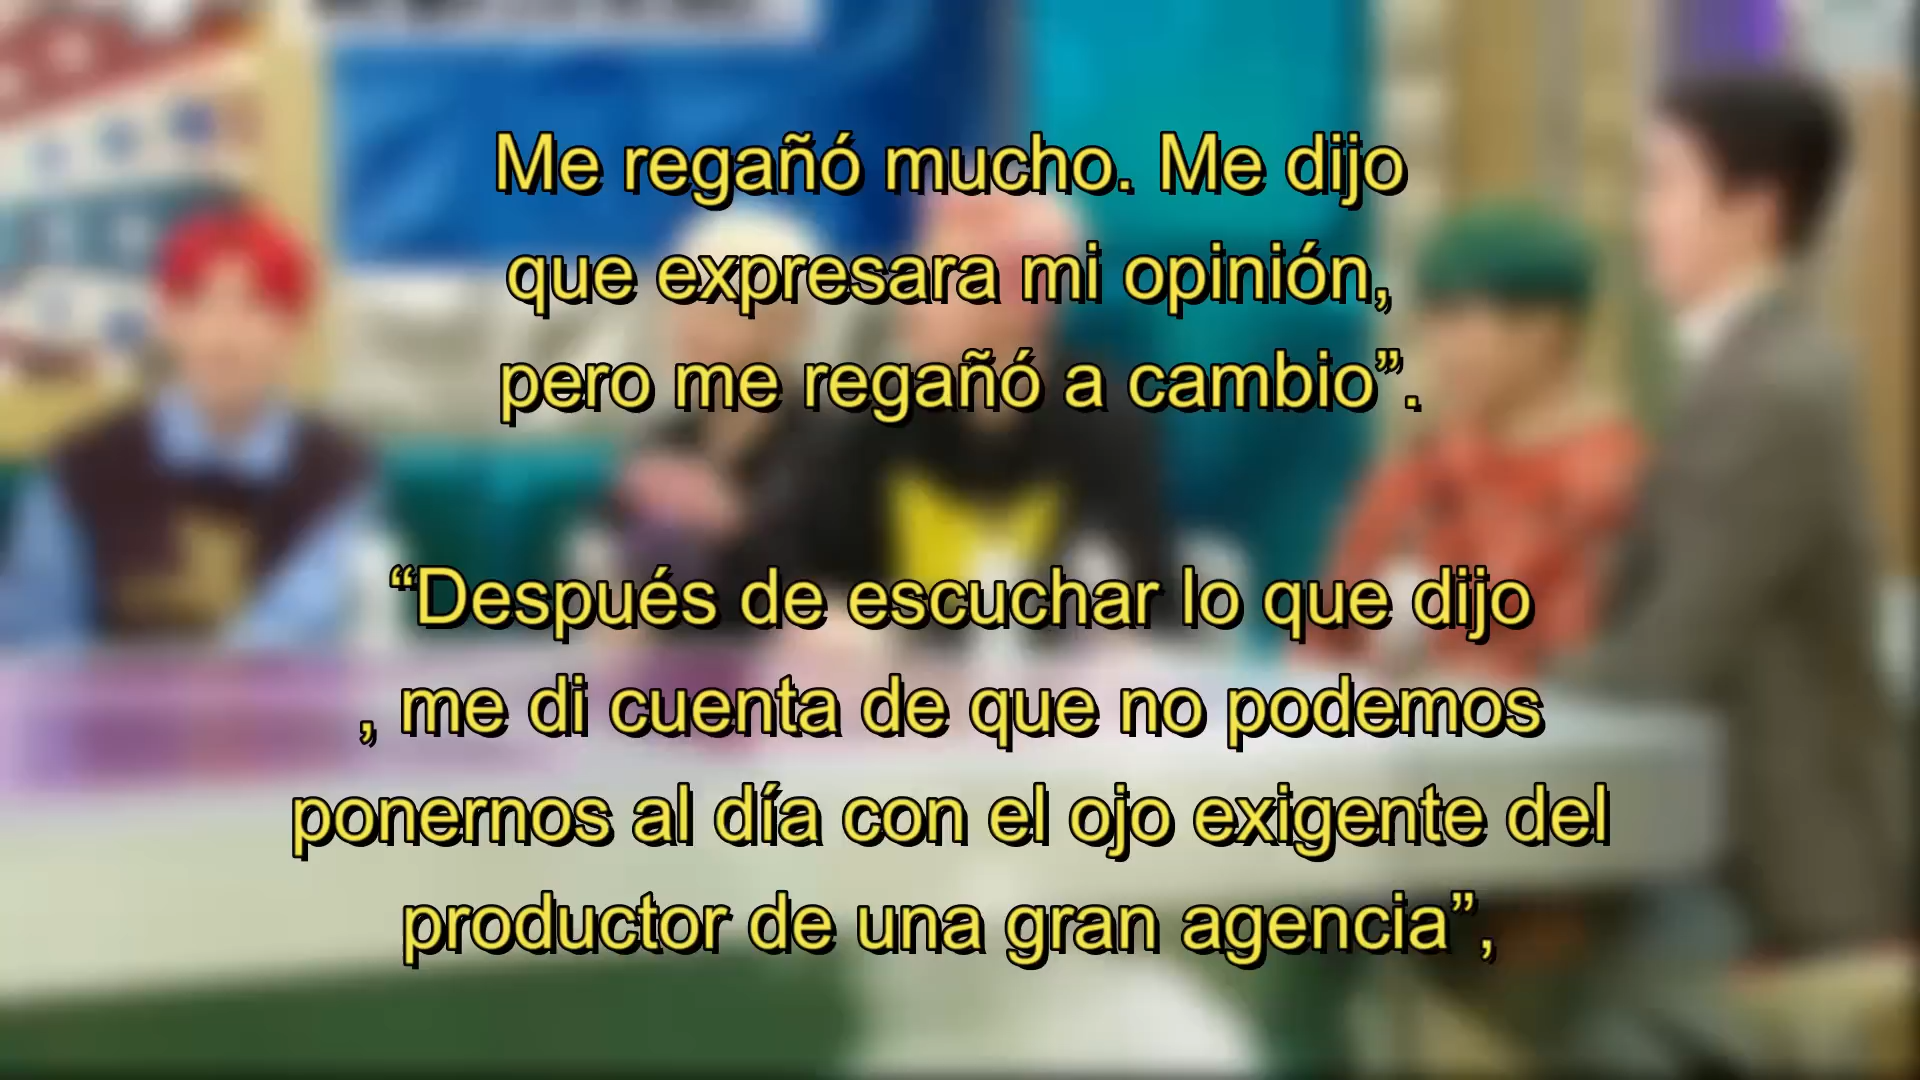 Me regañó mucho. Me dijo
que expresara mi opinión,
pero me regañó a cambio”.
“Después de escuchar lo que dijo
, me di cuenta de que no podemos
ponernos al día con el ojo exigente del
productor de una gran agencia”,